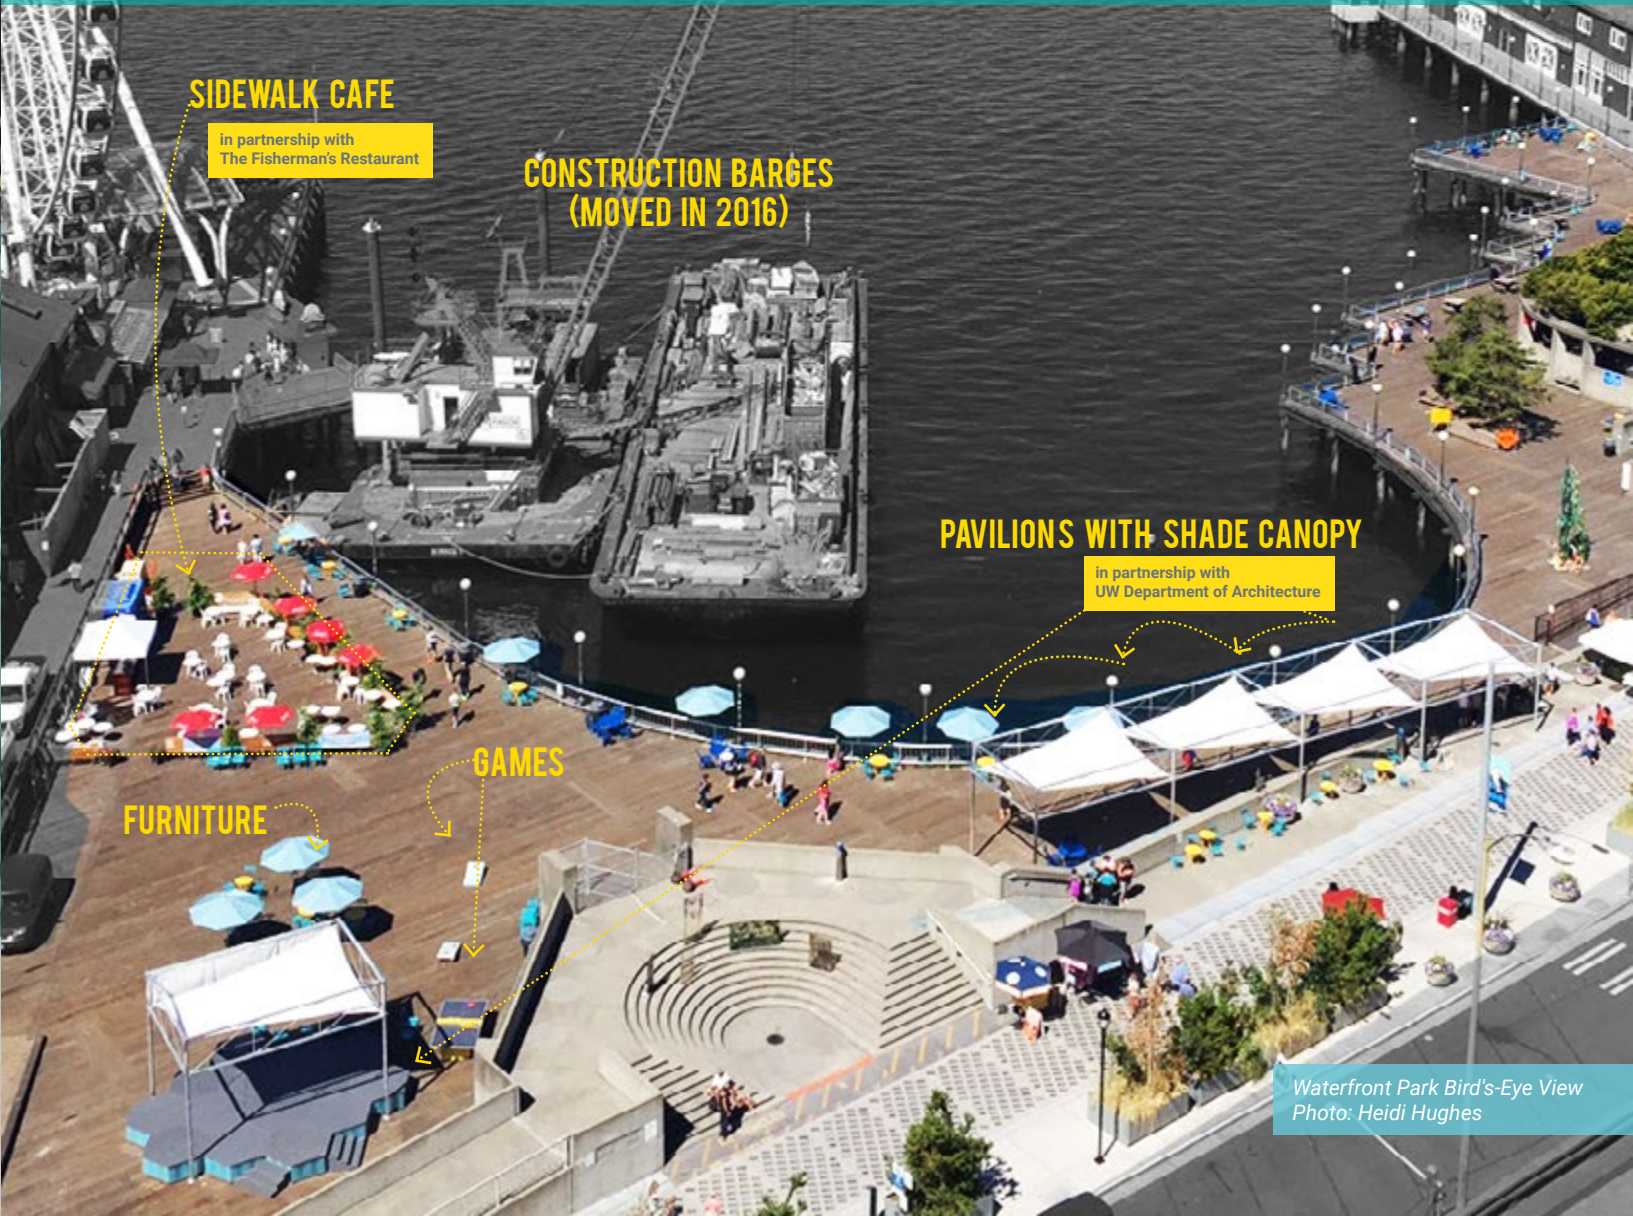 SIDEWALK CAFE
in partnership with
The Fisherman's Restaurant
CONSTRUCTION BARGES
(MOVED IN 2016)
PAVILIONS WITH SHADE CANOPY
in partnership with
UW Department of Architecture
GAMES
FURNITURE
Waterfront Park Bird's-Eye View
Photo: Heidi Hughes